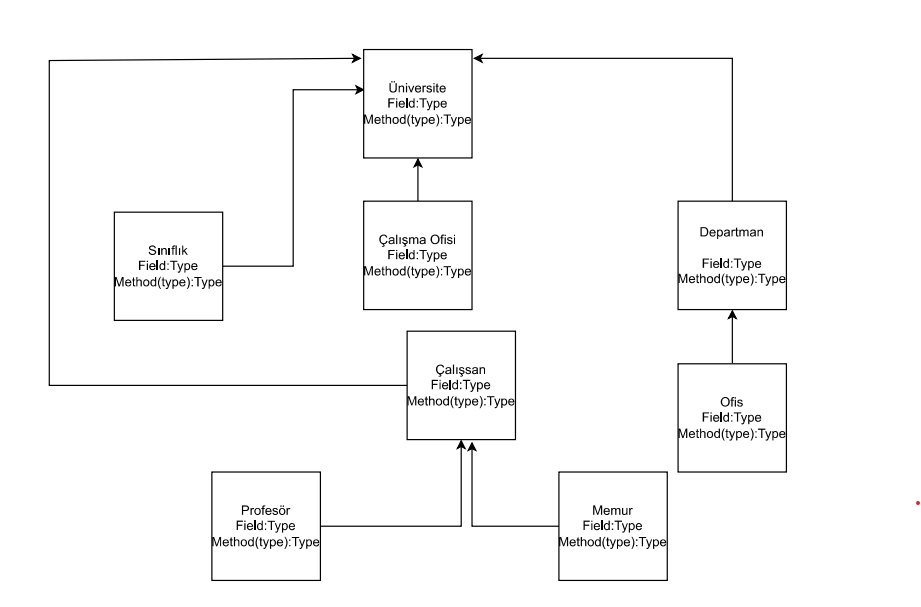 Üniversite
Field:Type
Method(type):Type
Sınıflık
Field:Type
Method(type):Type
Çalışma Ofisi
Field:Type
Method(type):Type
Departman
Field:Type
Method(type):Type
Çalışsan
Field:Type
Method(type):Type
Ofis
Field:Type
Method(type):Type
Profesör
Field:Type
Method(type):Type
Memur
Field:Type
Method(type):Type